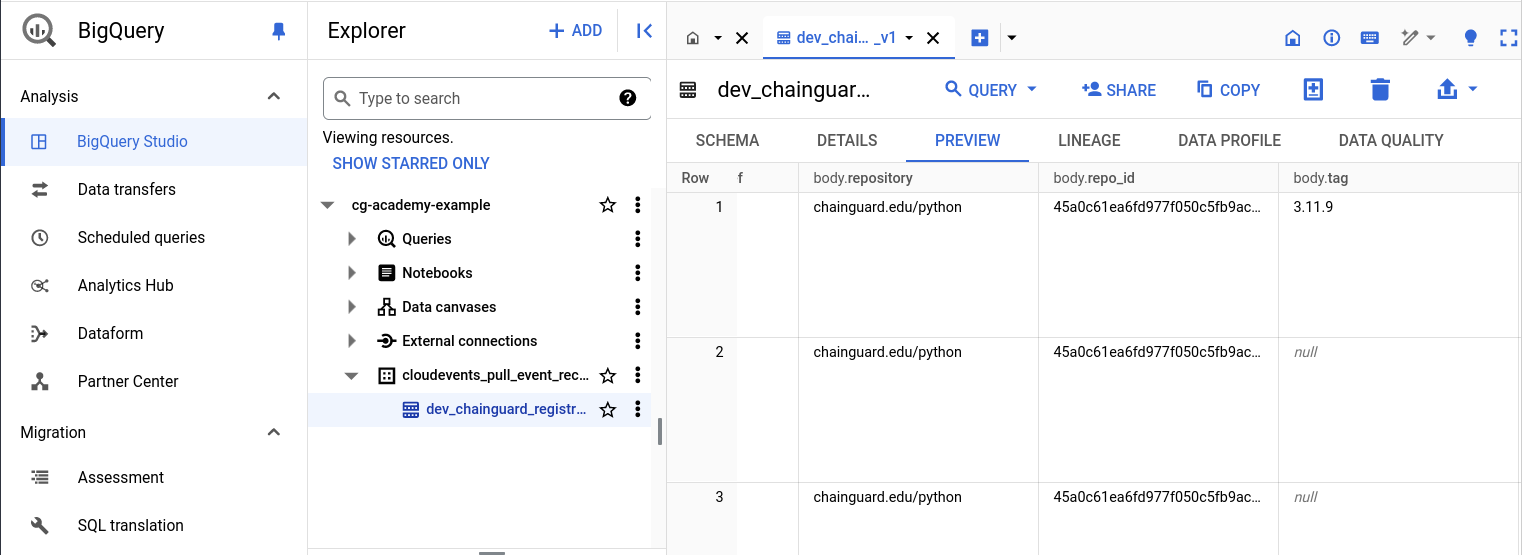 BigQuery
Analysis
BigQuery Studio
Data transfers
Scheduled queries
Analytics Hub
Dataform
Partner Center
Migration
Assessment
SQL translation
Explorer
+ ADD
Type to search
Viewing resources.
SHOW STARRED ONLY
cg-academy-example
Queries
Notebooks
Data canvases
External connections
cloudevents_pull_event_rec...
dev_chainguard_registr...
dev_chai... _v1
dev_chainguar...
QUERY
SHARE
COPY
SCHEMA DETAILS PREVIEW LINEAGE DATA PROFILE DATA QUALITY
Row f body.repository body.repo_id body.tag
1 chainguard.edu/python 45a0c61ea6fd977f050c5fb9ac... 3.11.9
2 chainguard.edu/python 45a0c61ea6fd977f050c5fb9ac... null
3 chainguard.edu/python 45a0c61ea6fd977f050c5fb9ac... null